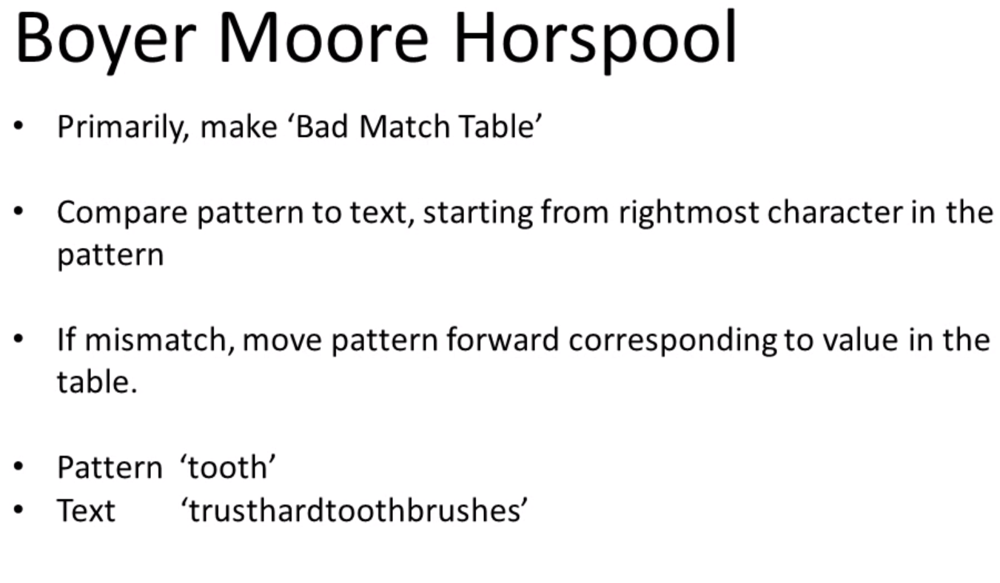 Boyer Moore Horspool
• Primarily, make ‘Bad Match Table’
• Compare pattern to text, starting from rightmost character in the
pattern
• If mismatch, move pattern forward corresponding to value in the
table.
• Pattern ‘tooth’
• Text ‘trusthardtoothbrushes’